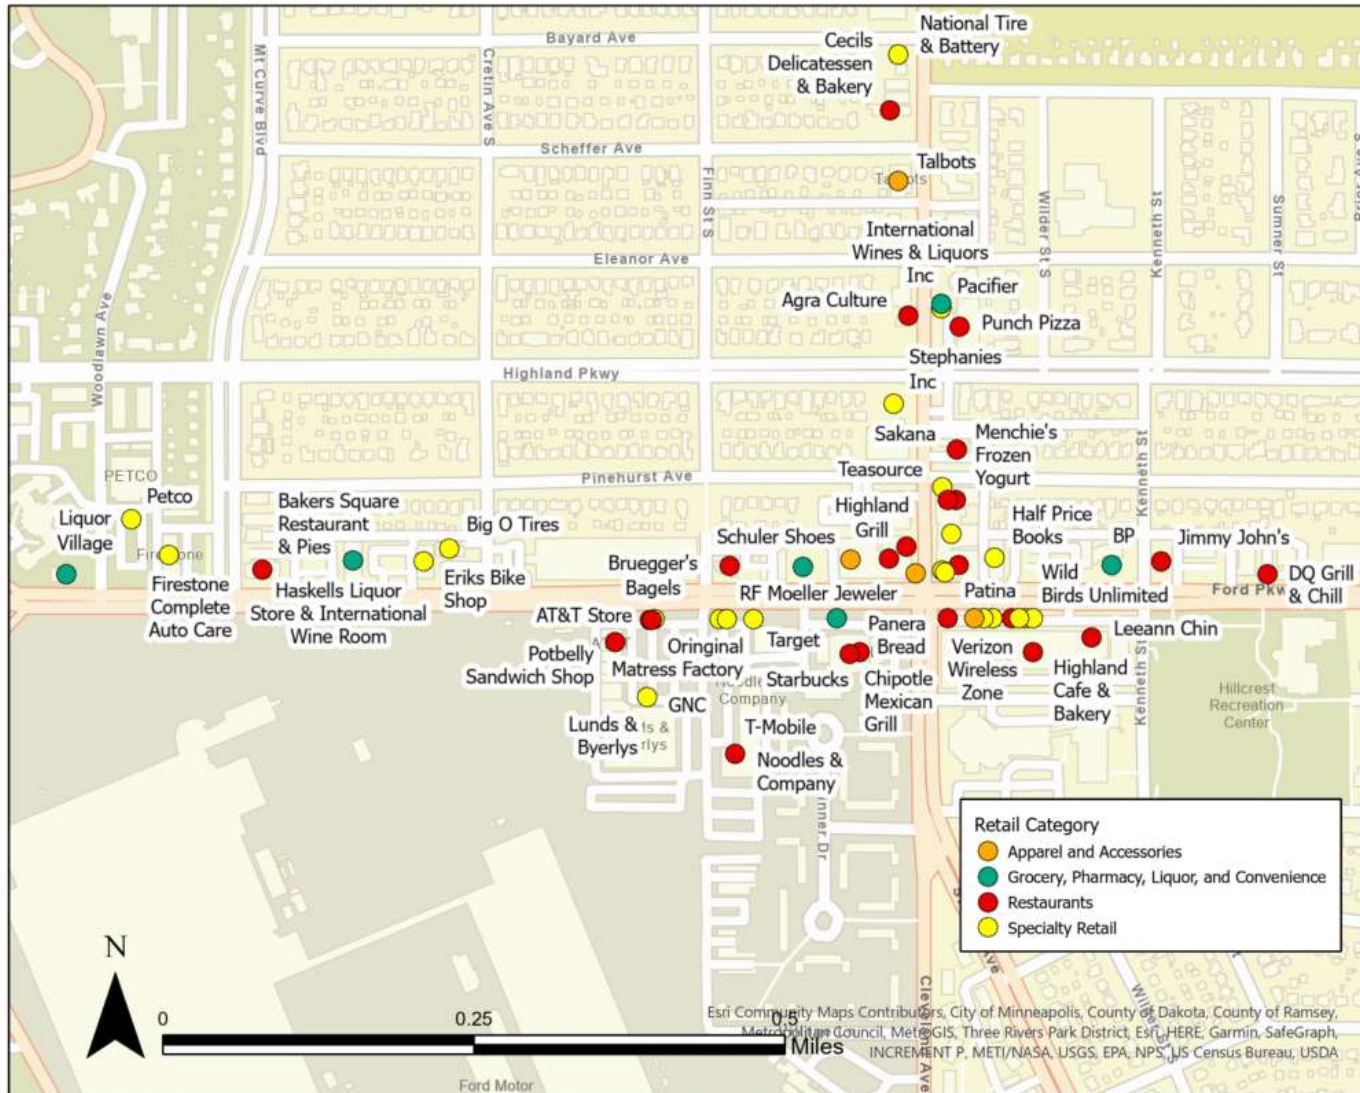 National Tire
& Battery
Cecils
Delicatessen
& Bakery
Bayard Ave
Mt Curve Blvd
Cretin Ave S
Scheffer Ave
Finn St S
Talbots
Wilder St S
Kenneth St
Sumner St
International
Wines & Liquors
Inc
Eleanor Ave
Pacifier
Agra Culture
Punch Pizza
Woodlawn Ave
Stephanies
Inc
Highland Pkwy
Sakana
Menchie's
Frozen
Yogurt
Kenneth St
Teasource
Pinehurst Ave
PETCO
Petco
Liquor
Village
Bakers Square
Restaurant
& Pies
Big O Tires
Highland
Grill
Half Price
Books
Schuler Shoes
BP
Jimmy John's
Firestone
Complete
Auto Care
Haskells Liquor
Store & International
Wine Room
Eriks Bike
Shop
Bruegger's
Bagels
RF Moeller Jeweler
Patina
Wild
Birds Unlimited
Ford Pkwy
DQ Grill
& Chill
AT&T Store
Potbelly
Sandwich Shop
Oringinal
Matress Factory
Target
Starbucks
Panera
Bread
Chipotle
Mexican
Grill
Verizon
Wireless
Zone
Highland
Cafe &
Bakery
Leeann Chin
Kenneth St
Hillcrest
Recreation
Center
GNC
Company
Lunds &
Byerlys
T-Mobile
Noodles &
Company
Retail Category
Apparel and Accessories
Grocery, Pharmacy, Liquor, and Convenience
Restaurants
Specialty Retail
N
0 0.25 0.5
Miles
Cleveland Ave
Esri Community Maps Contributors, City of Minneapolis, County of Dakota, County of Ramsey,
Metropolitan Council, MetroGIS, Three Rivers Park District, Esri, HERE, Garmin, SafeGraph,
INCREMENT P, METI/NASA, USGS, EPA, NPS, US Census Bureau, USDA
Ford Motor